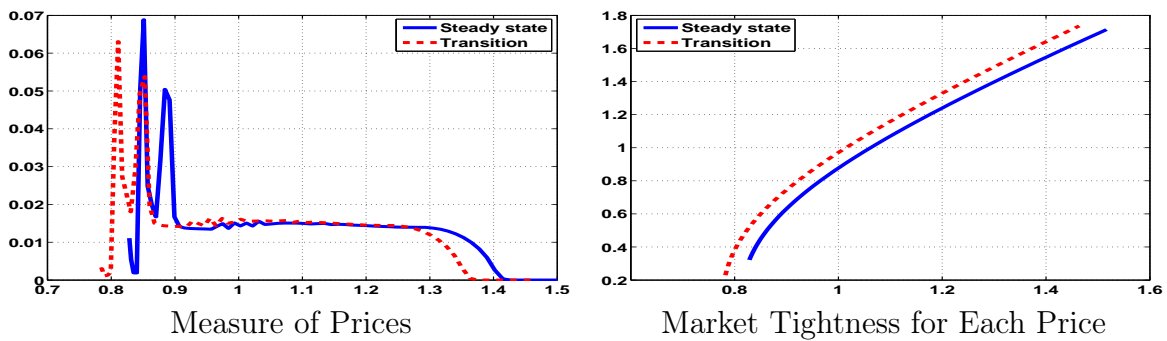 0.07
0.06
0.05
0.04
0.03
0.02
0.01
0
0.7 0.8 0.9 1 1.1 1.2 1.3 1.4 1.5
Steady state
Transition
Measure of Prices
1.8
1.6
1.4
1.2
1
0.8
0.6
0.4
0.2
0.8 1 1.2 1.4 1.6
Steady state
Transition
Market Tightness for Each Price